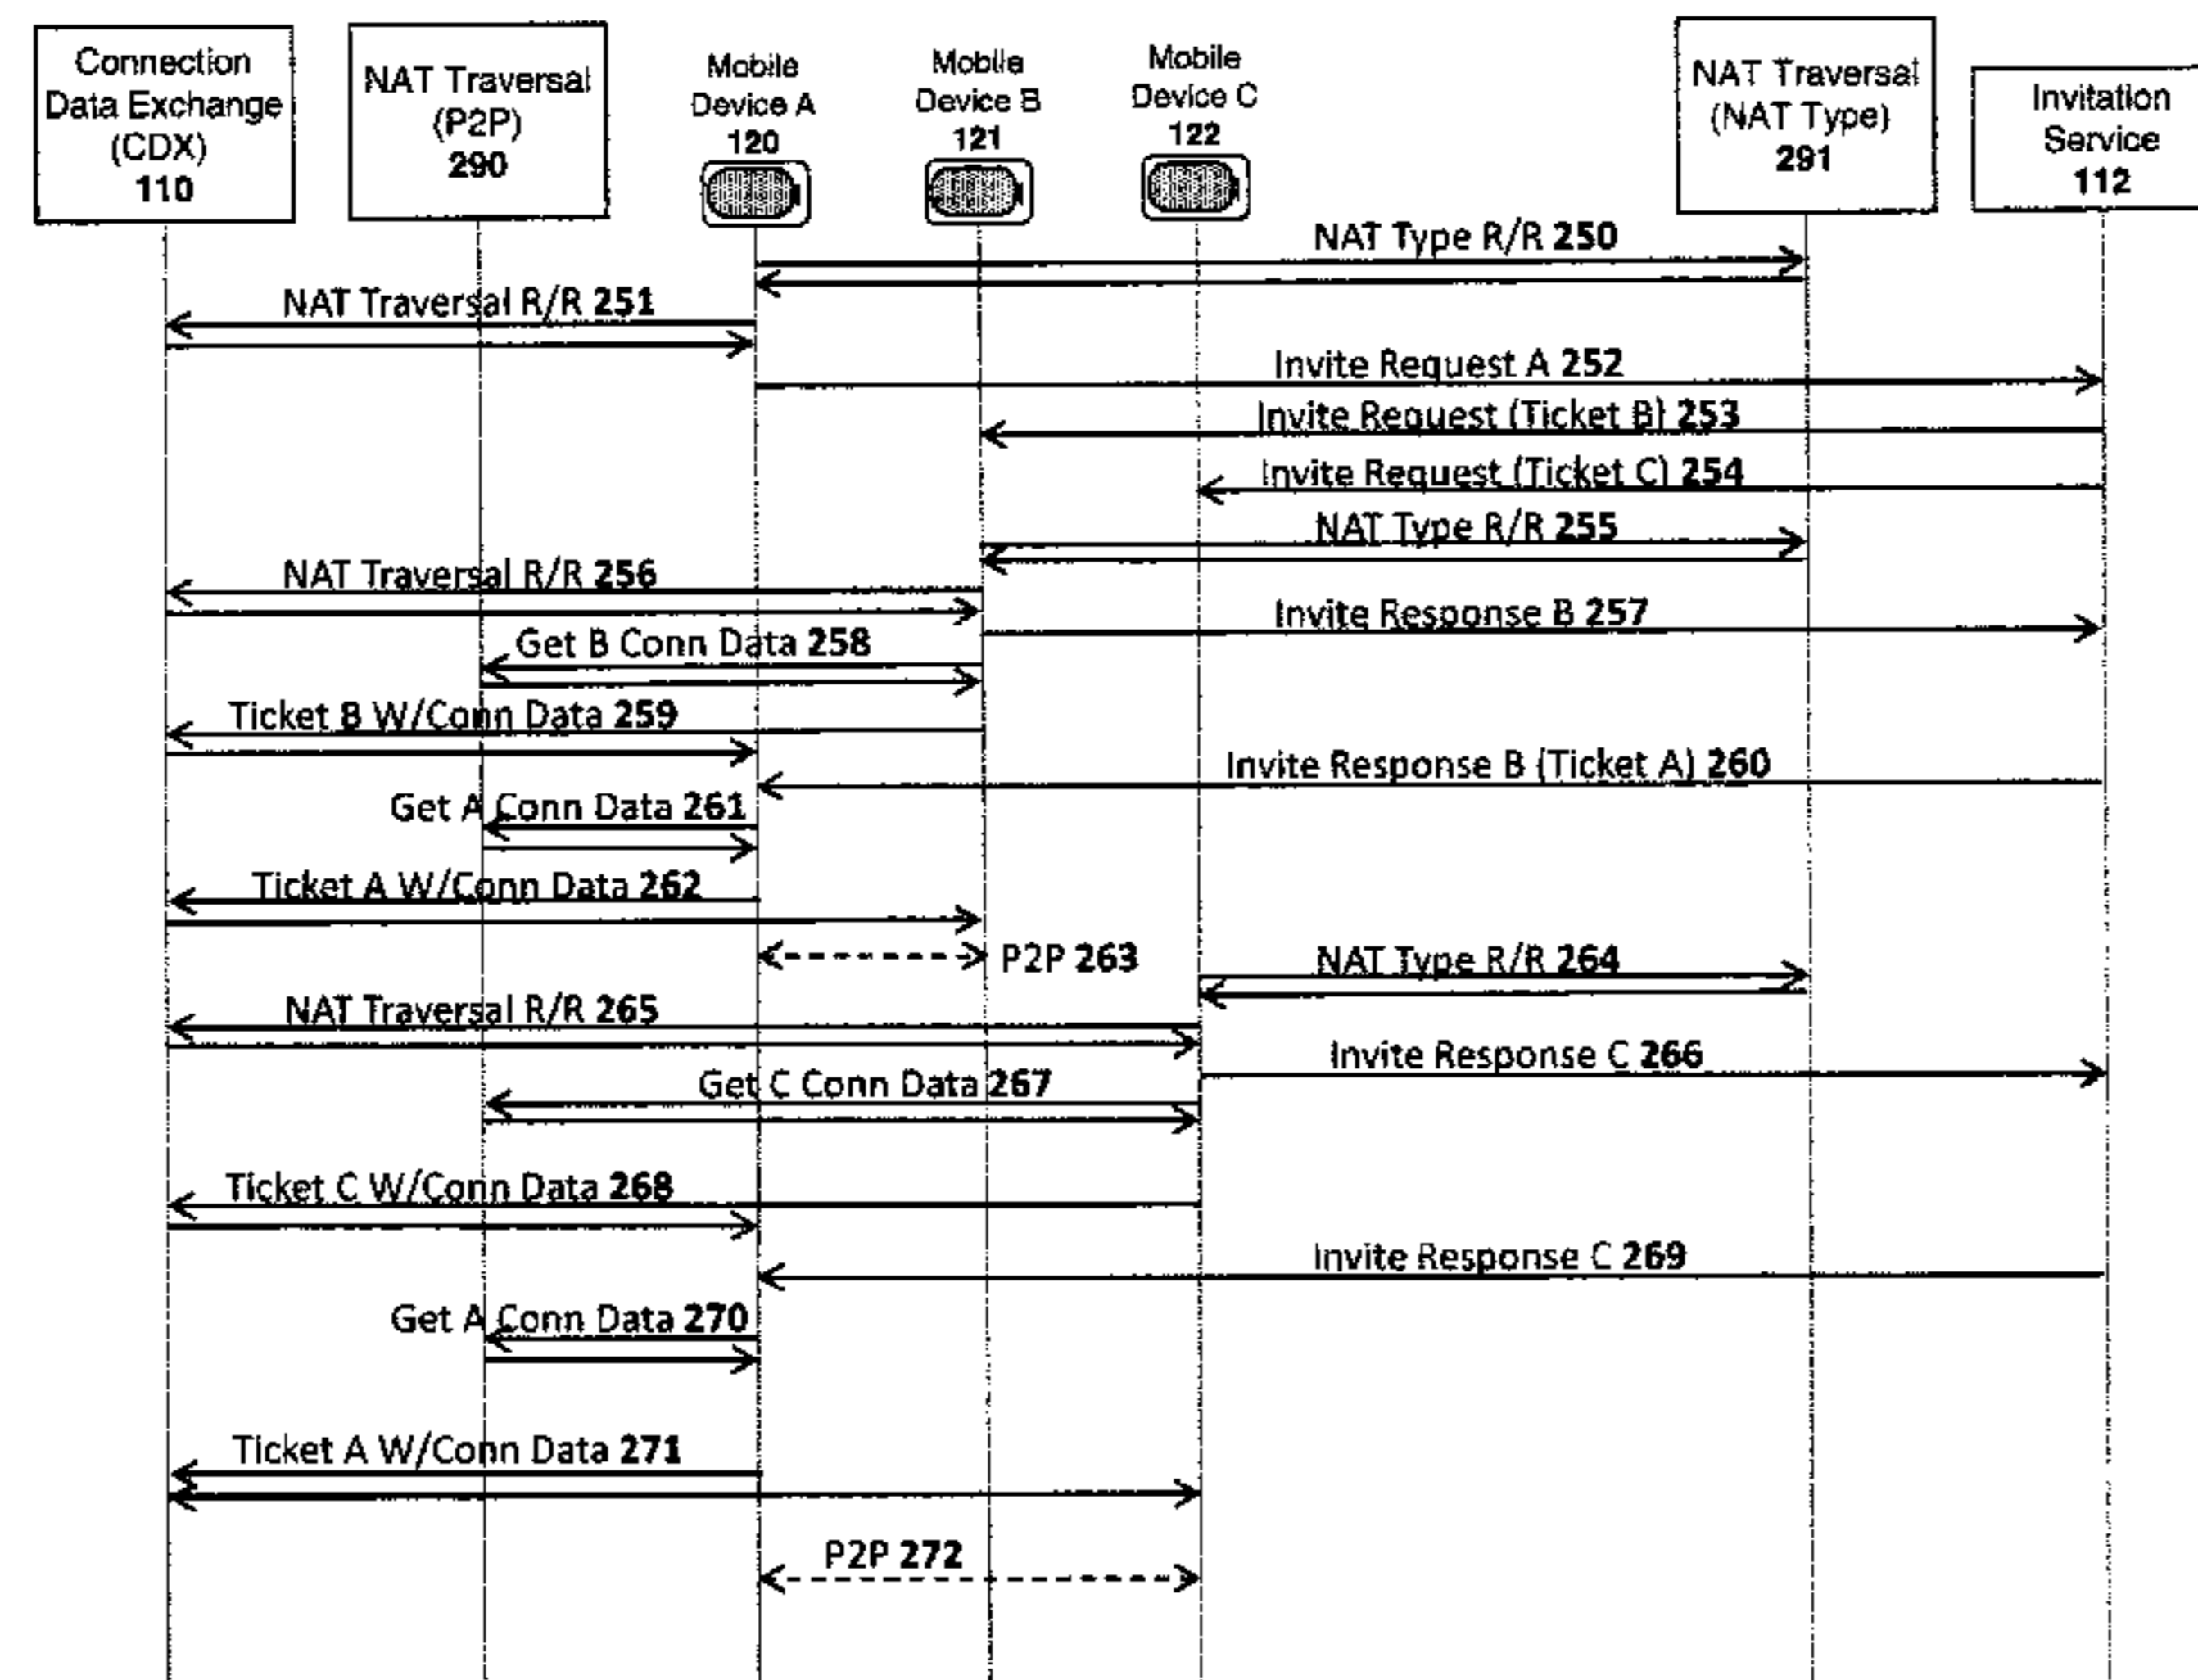 Connection
Data Exchange
(CDX)
110
NAT Traversal
(P2P)
290
Mobile
Device A
120
Mobile
Device B
121
Mobile
Device C
122
NAT Traversal
(NAT Type)
291
Invitation
Service
112
NAT Type R/R 250
NAT Traversal R/R 251
Invite Request A 252
Invite Request (Ticket B) 253
Invite Request (Ticket C) 254
NAT Type R/R 255
NAT Traversal R/R 256
Invite Response B 257
Get B Conn Data 258
Ticket B W/Conn Data 259
Invite Response B (Ticket A) 260
Get A Conn Data 261
Ticket A W/Conn Data 262
P2P 263
NAT Type R/R 264
NAT Traversal R/R 265
Invite Response C 266
Get C Conn Data 267
Ticket C W/Conn Data 268
Invite Response C 269
Get A Conn Data 270
Ticket A W/Conn Data 271
P2P 272